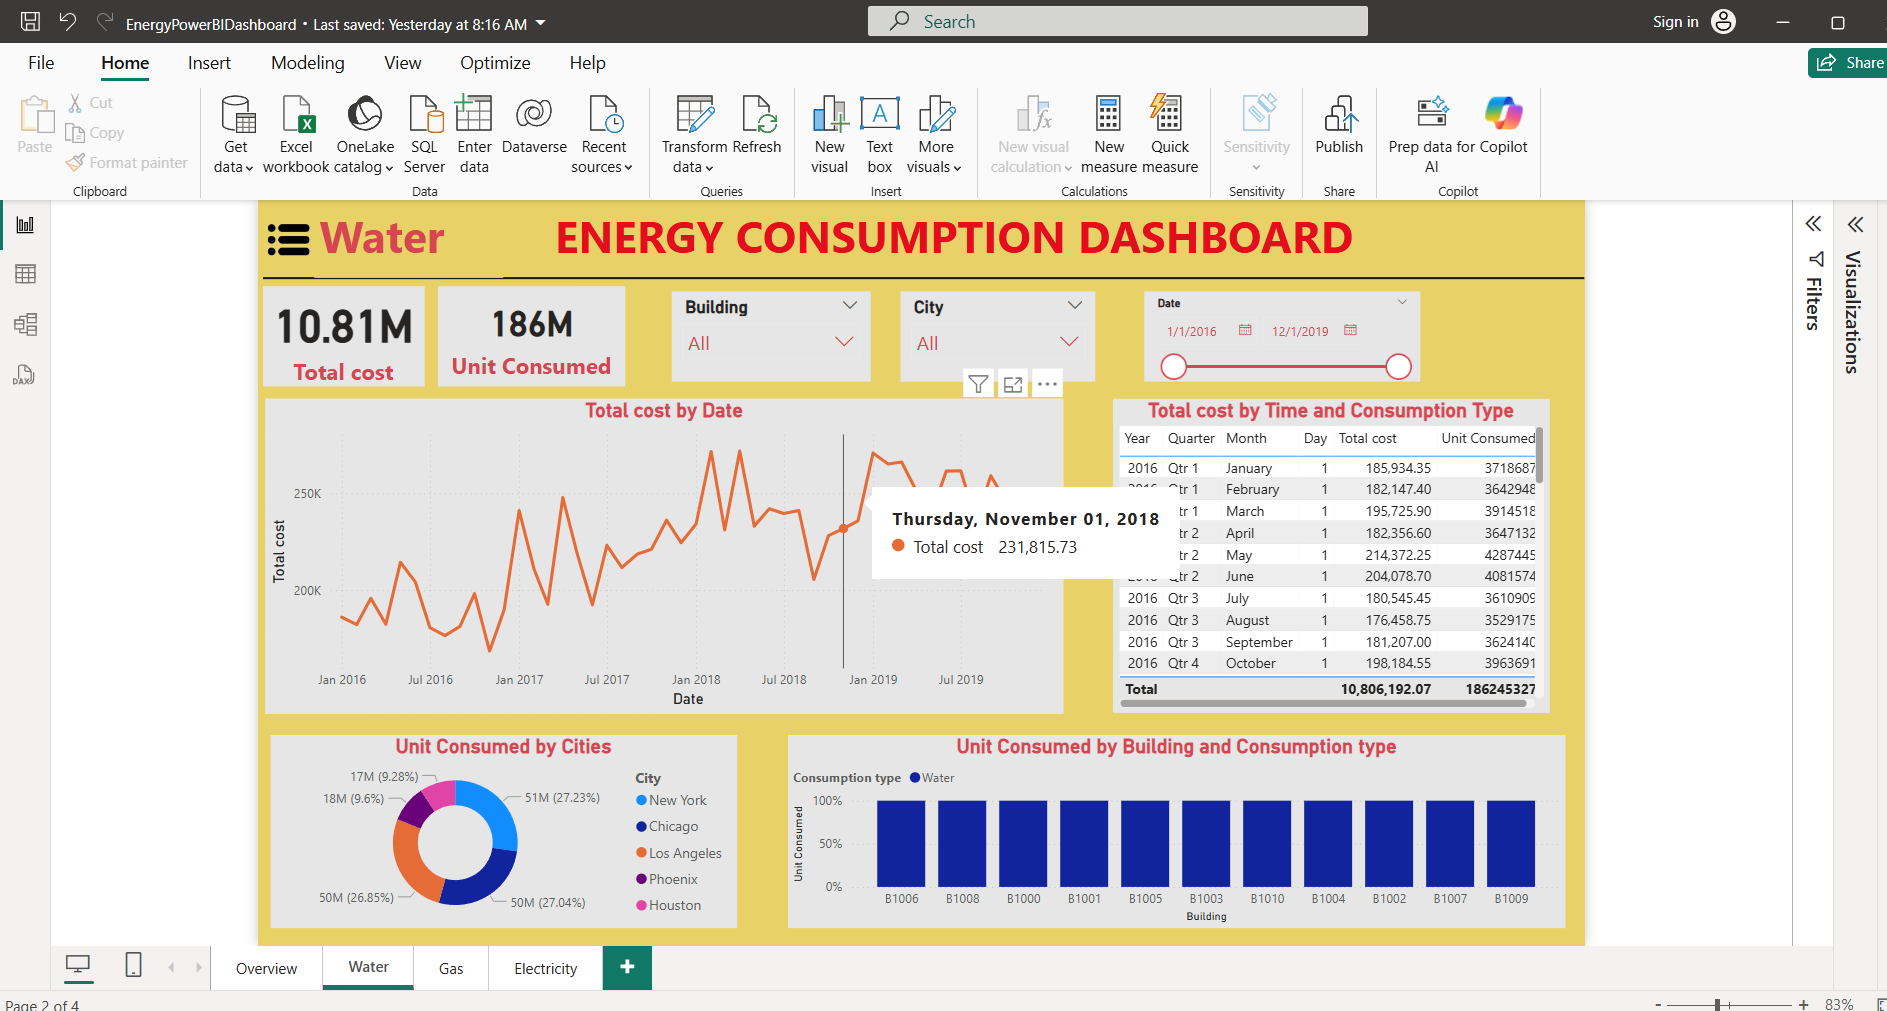 EnergyPowerBIDashboard • Last saved: Yesterday at 8:16 AM
Search
Sign in
File Home Insert Modeling View Optimize Help
Share
Paste
Cut
Copy
Format painter
Clipboard
Get data
Excel workbook
OneLake catalog
SQL Server
Enter data
Dataverse
Recent sources
Data
Transform data
Refresh
Queries
New visual
Text box
More visuals
Insert
New visual calculation
New measure
Quick measure
Calculations
Sensitivity
Sensitivity
Publish
Share
Prep data for AI
Copilot
Copilot
Water
ENERGY CONSUMPTION DASHBOARD
10.81M
Total cost
186M
Unit Consumed
Building
All
City
All
Date
1/1/2016
12/1/2019
Filters
Visualizations
Total cost by Date
Total cost
250K
200K
Jan 2016 Jul 2016 Jan 2017 Jul 2017 Jan 2018 Jul 2018 Jan 2019 Jul 2019
Date
Thursday, November 01, 2018
Total cost 231,815.73
Total cost by Time and Consumption Type
Year Quarter Month Day Total cost Unit Consumed
2016 Qtr 1 January 1 185,934.35 3718687
tr 1 February 1 182,147.40 3642948
tr 1 March 1 195,725.90 3914518
tr 2 April 1 182,356.60 3647132
tr 2 May 1 214,372.25 4287445
tr 2 June 1 204,078.70 4081574
2016 Qtr 3 July 1 180,545.45 3610909
2016 Qtr 3 August 1 176,458.75 3529175
2016 Qtr 3 September 1 181,207.00 3624140
2016 Qtr 4 October 1 198,184.55 3963691
Total 10,806,192.07 186245327
Unit Consumed by Cities
17M (9.28%)
18M (9.6%)
51M (27.23%)
50M (26.85%)
50M (27.04%)
City
New York
Chicago
Los Angeles
Phoenix
Houston
Unit Consumed by Building and Consumption type
Consumption type Water
Unit Consumed
100%
50%
0%
B1006 B1008 B1000 B1001 B1005 B1003 B1010 B1004 B1002 B1007 B1009
Building
Overview Water Gas Electricity +
Page 2 of 4
- + 83%